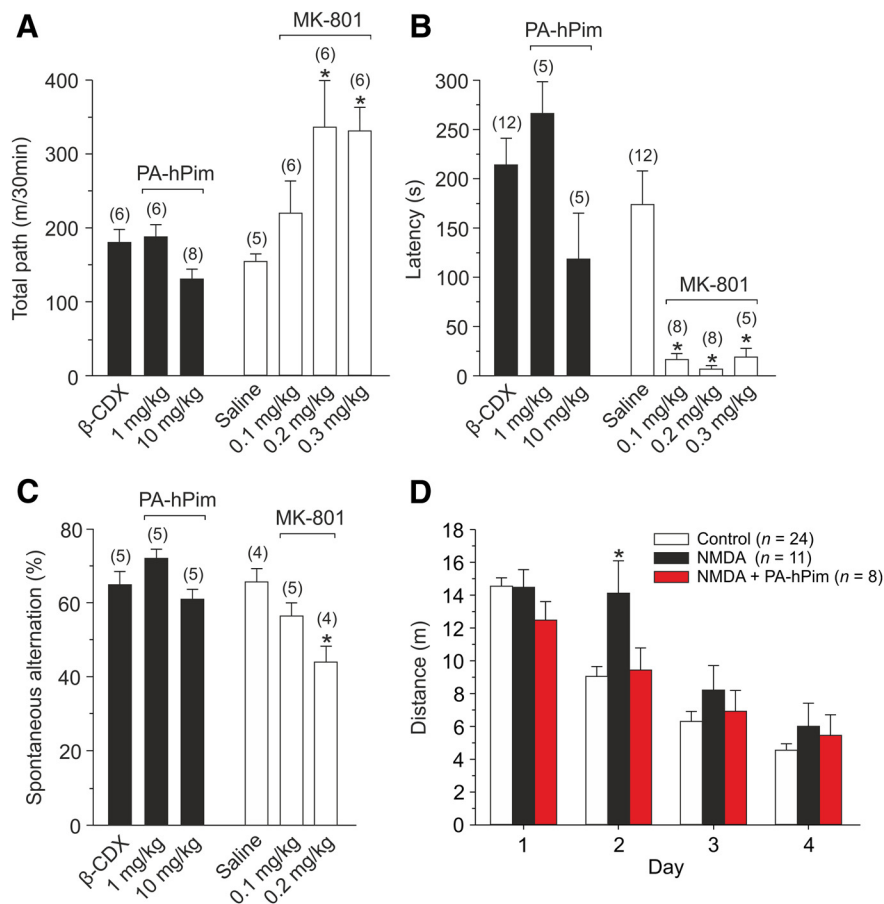 A
MK-801
(6)
(6)
*
*
(6)
PA-hPim
(6)
(6)
(8)
(5)
400
300
200
100
0
Total path (m/30min)
β-CDX
1 mg/kg
10 mg/kg
Saline
0.1 mg/kg
0.2 mg/kg
0.3 mg/kg
B
PA-hPim
(5)
(12)
(5)
(12)
MK-801
(8)
(8)
(5)
*
*
*
300
250
200
150
100
50
0
Latency (s)
β-CDX
1 mg/kg
10 mg/kg
Saline
0.1 mg/kg
0.2 mg/kg
0.3 mg/kg
C
PA-hPim
(5)
(5)
(5)
MK-801
(4)
(5)
(4)
*
80
60
40
20
0
Spontaneous alternation (%)
β-CDX
1 mg/kg
10 mg/kg
Saline
0.1 mg/kg
0.2 mg/kg
D
Control (n = 24)
NMDA (n = 11)
NMDA + PA-hPim (n = 8)
*
18
16
14
12
10
8
6
4
2
0
Distance (m)
1
2
3
4
Day